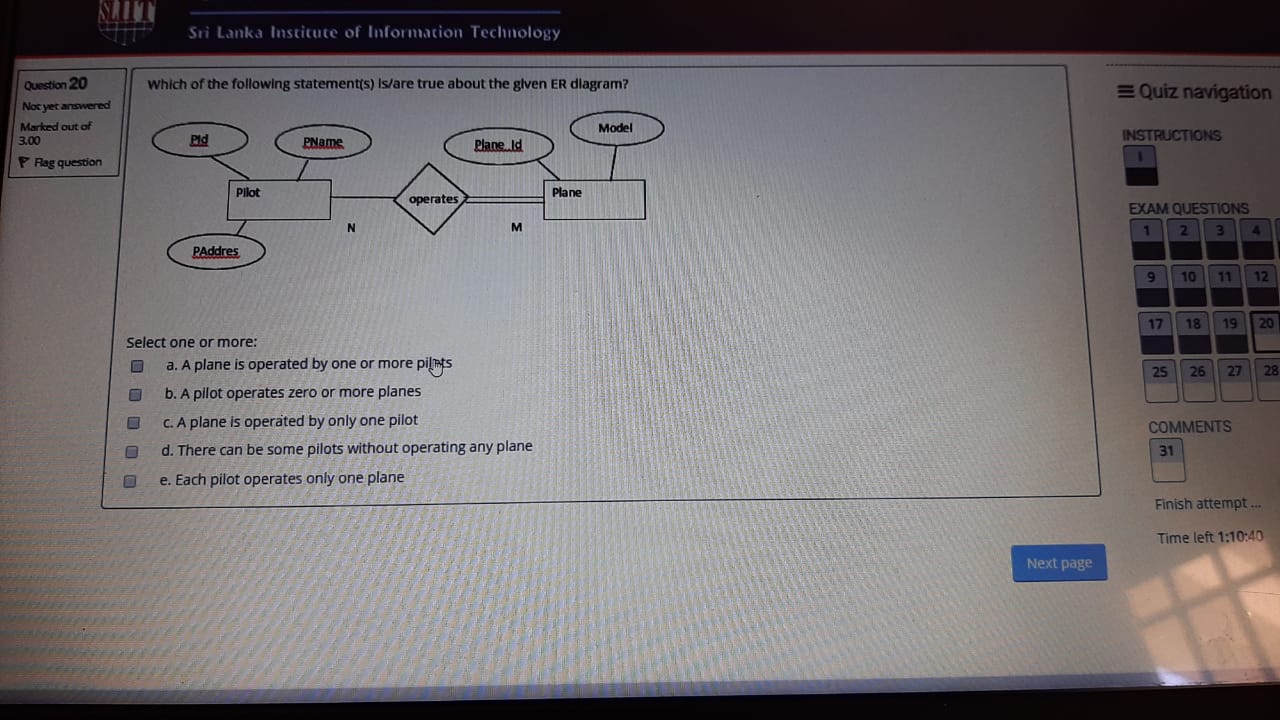 SLIIT
Sri Lanka Institute of Information Technology
Question 20
Not yet answered
Marked out of
3.00
Flag question
Which of the following statement(s) is/are true about the given ER diagram?
PId
PName
Plane_Id
Model
Pilot
operates
Plane
N
M
PAddres
Select one or more:
a. A plane is operated by one or more pilots
b. A pilot operates zero or more planes
c. A plane is operated by only one pilot
d. There can be some pilots without operating any plane
e. Each pilot operates only one plane
Next page
Quiz navigation
INSTRUCTIONS
I
EXAM QUESTIONS
1 2 3 4
9 10 11 12
17 18 19 20
25 26 27 28
COMMENTS
31
Finish attempt ...
Time left 1:10:40